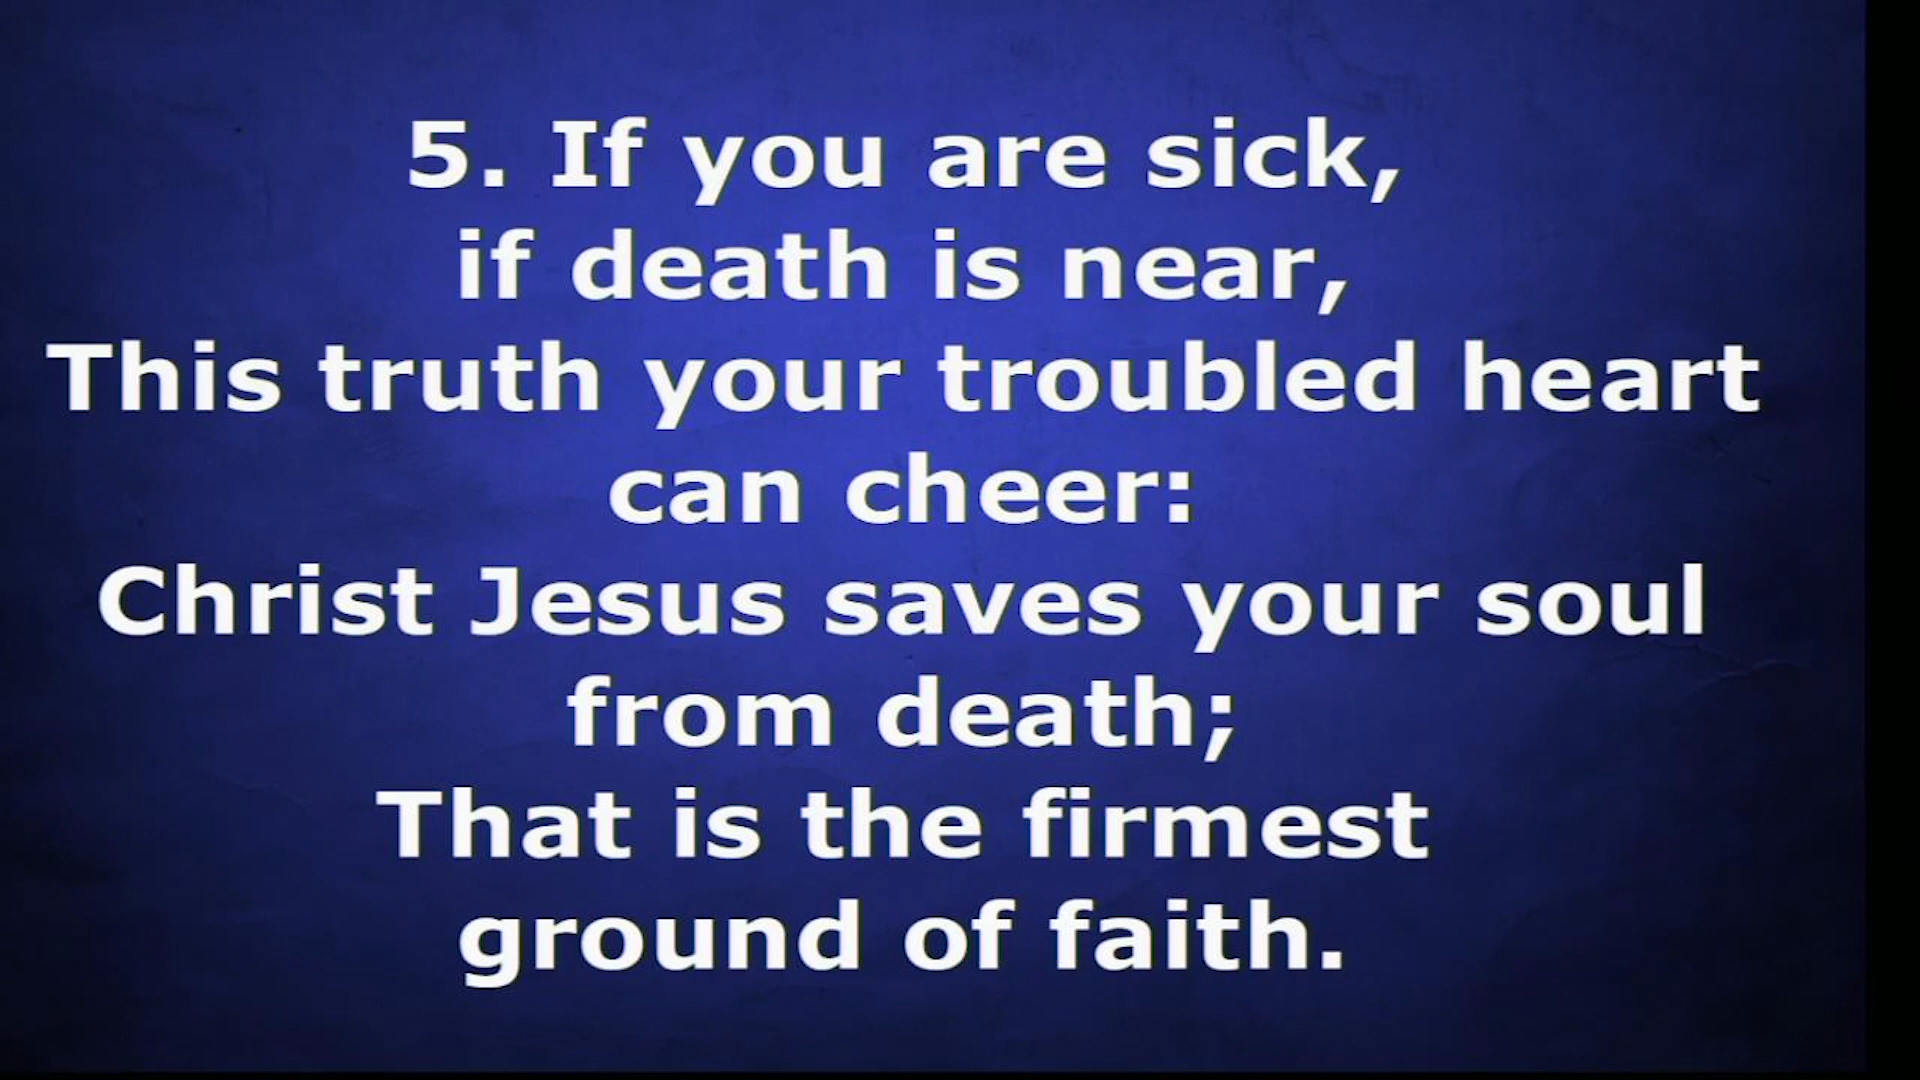 5. If you are sick,
if death is near,
This truth your troubled heart
can cheer:
Christ Jesus saves your soul
from death;
That is the firmest
ground of faith.